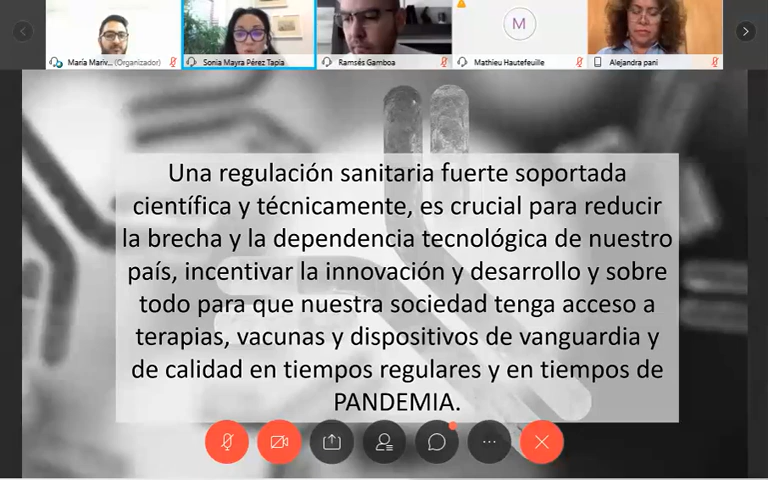 María Mariv... (Organizador)
Sonia Mayra Pérez Tapia
Ramsés Gamboa
M
Mathieu Hautefeuille
Alejandra pani
Una regulación sanitaria fuerte soportada
científica y técnicamente, es crucial para reducir
la brecha y la dependencia tecnológica de nuestro
país, incentivar la innovación y desarrollo y sobre
todo para que nuestra sociedad tenga acceso a
terapias, vacunas y dispositivos de vanguardia y
de calidad en tiempos regulares y en tiempos de
PANDEMIA.